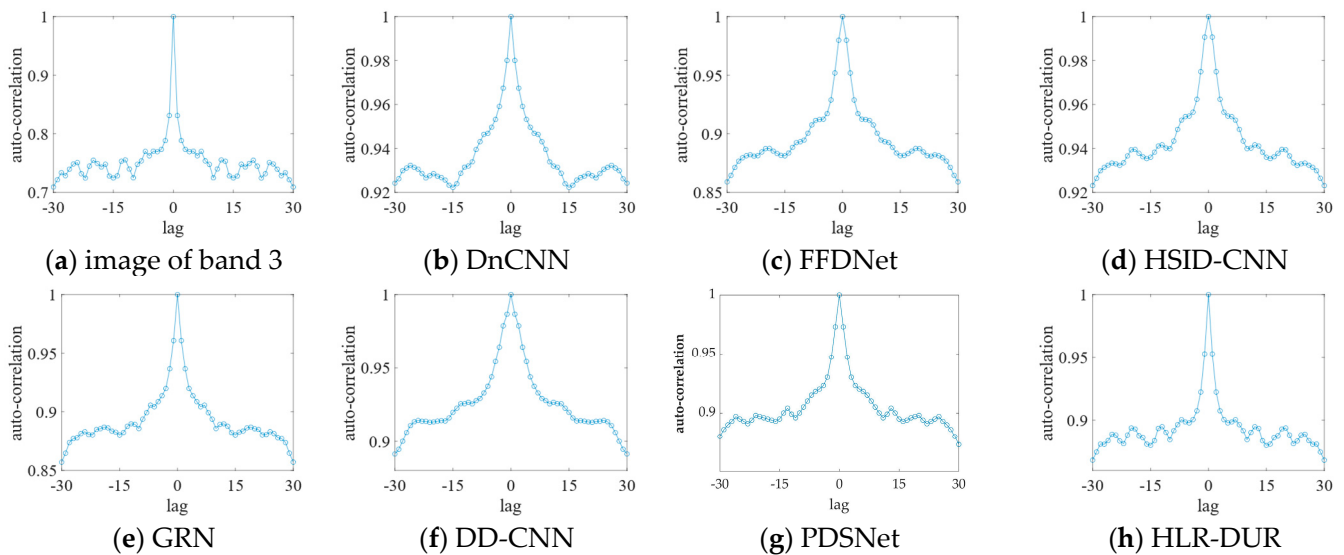 1
0.9
0.8
0.7
auto-correlation
-30 -15 0 15 30
lag
(a) image of band 3
1
0.98
0.96
0.94
0.92
auto-correlation
-30 -15 0 15 30
lag
(b) DnCNN
1
0.95
0.9
0.85
auto-correlation
-30 -15 0 15 30
lag
(c) FFDNet
1
0.98
0.96
0.94
0.92
auto-correlation
-30 -15 0 15 30
lag
(d) HSID-CNN
1
0.95
0.9
0.85
auto-correlation
-30 -15 0 15 30
lag
(e) GRN
1
0.95
0.9
auto-correlation
-30 -15 0 15 30
lag
(f) DD-CNN
1
0.95
0.9
auto-correlation
-30 -15 0 15 30
lag
(g) PDSNet
1
0.95
0.9
auto-correlation
-30 -15 0 15 30
lag
(h) HLR-DUR